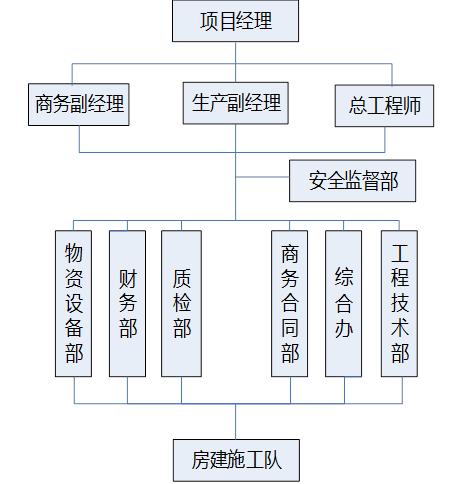 项目经理
商务副经理
生产副经理
总工程师
安全监督部
物资设备部
财务部
质检部
商务合同部
综合办
工程技术部
房建施工队